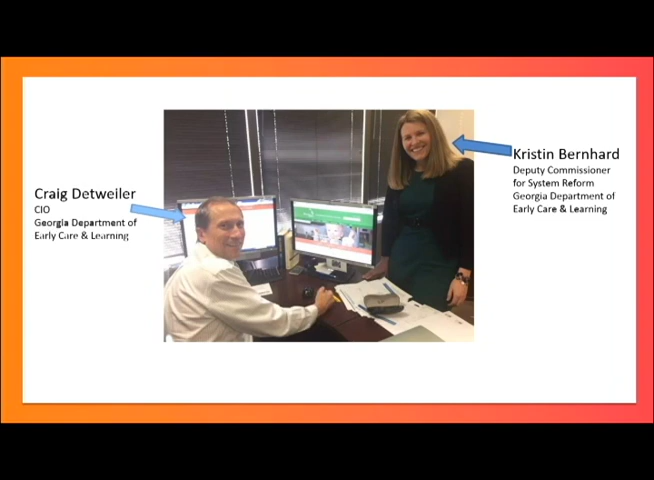 Craig Detweiler
CIO
Georgia Department of
Early Care & Learning
Kristin Bernhard
Deputy Commissioner
for System Reform
Georgia Department of
Early Care & Learning